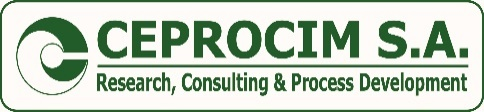 CEPROCIM S.A.
Research, Consulting & Process Development